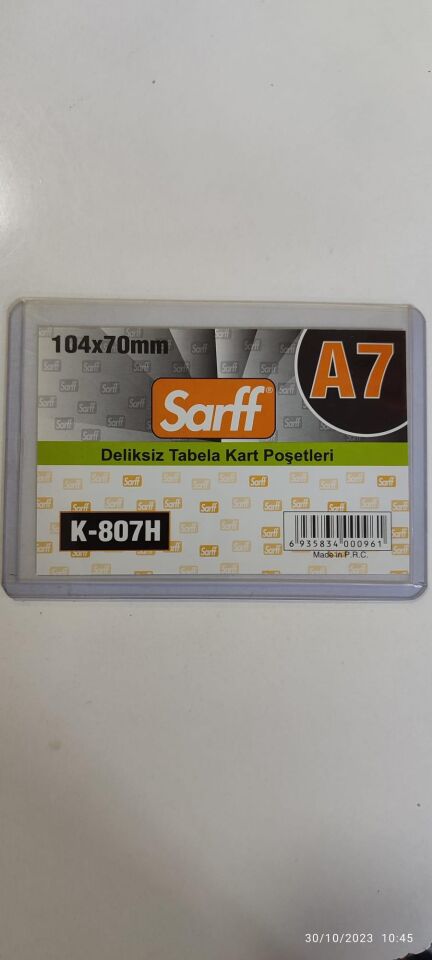 104x70mm
A7
Sarff®
Deliksiz Tabela Kart Poşetleri
K-807H
6 935834 000961
Made in P.R.C.
30/10/2023 10:45